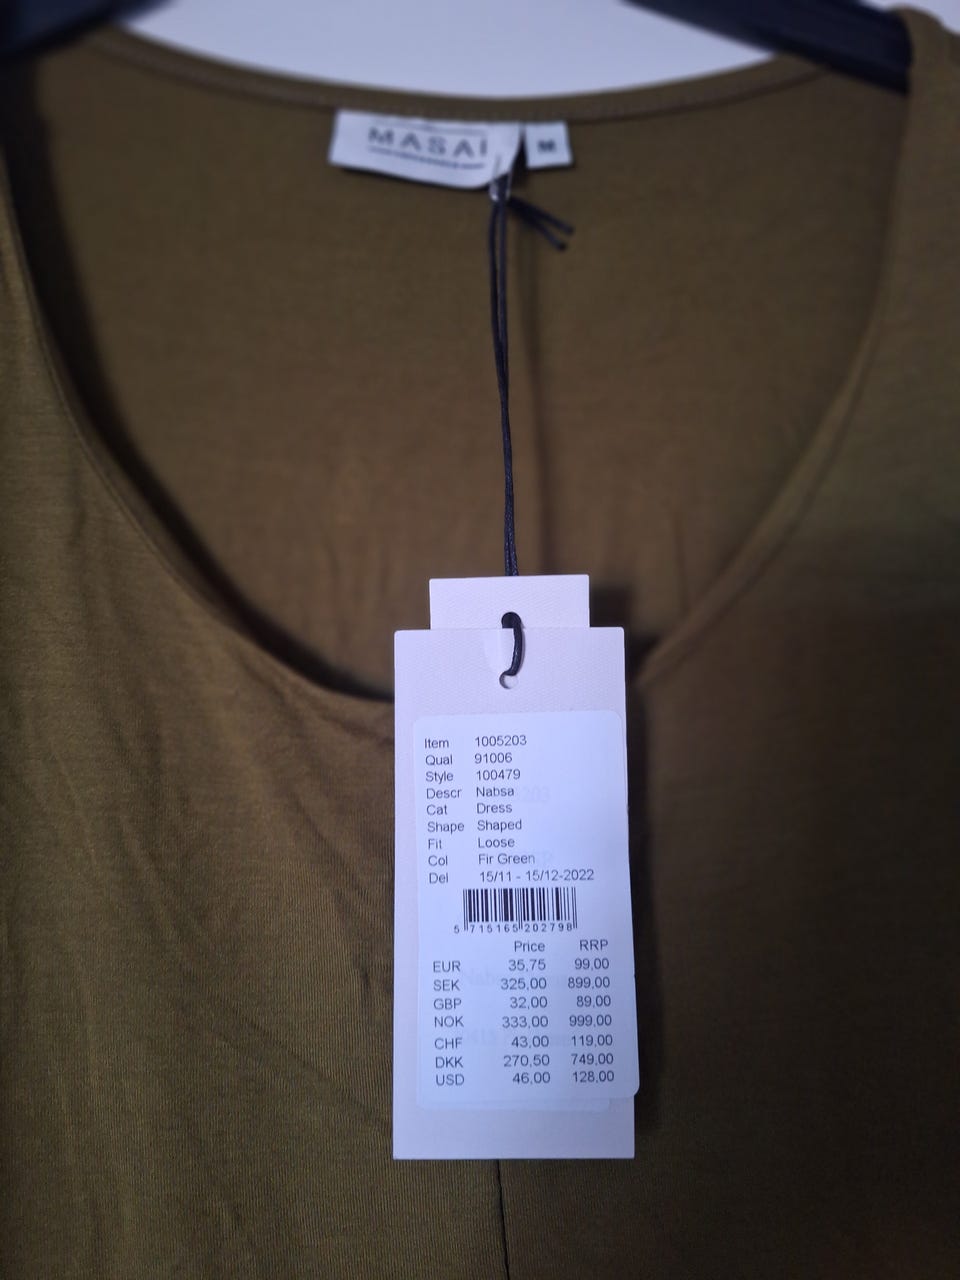 MASAI
M
Item 1005203
Qual 91006
Style 100479
Descr Nabsa
Cat Dress
Shape Shaped
Fit Loose
Col Fir Green
Del 15/11 - 15/12-2022
5 715165 202798
Price RRP
EUR 35,75 99,00
SEK 325,00 899,00
GBP 32,00 89,00
NOK 333,00 999,00
CHF 43,00 119,00
DKK 270,50 749,00
USD 46,00 128,00